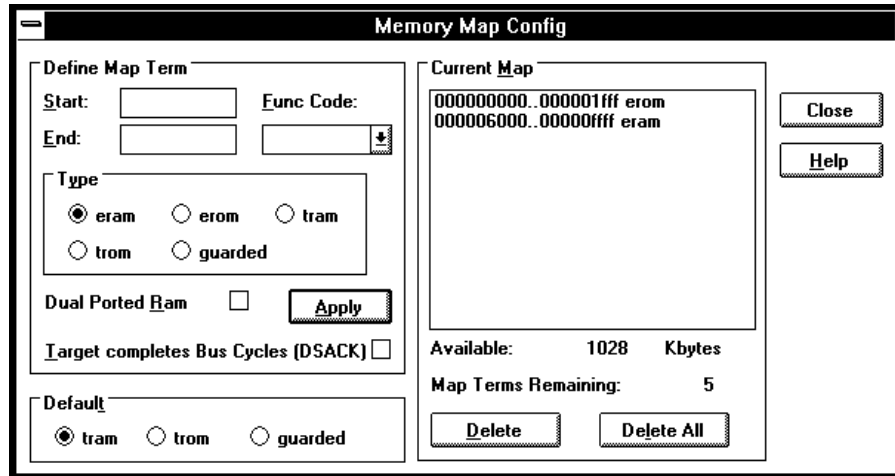 Memory Map Config
Define Map Term
Start:
Func Code:
End:
Type
eram
erom
tram
trom
guarded
Dual Ported Ram
Apply
Target completes Bus Cycles (DSACK)
Default
tram
trom
guarded
Current Map
000000000..000001fff erom
000006000..00000ffff eram
Available: 1028 Kbytes
Map Terms Remaining: 5
Delete
Delete All
Close
Help